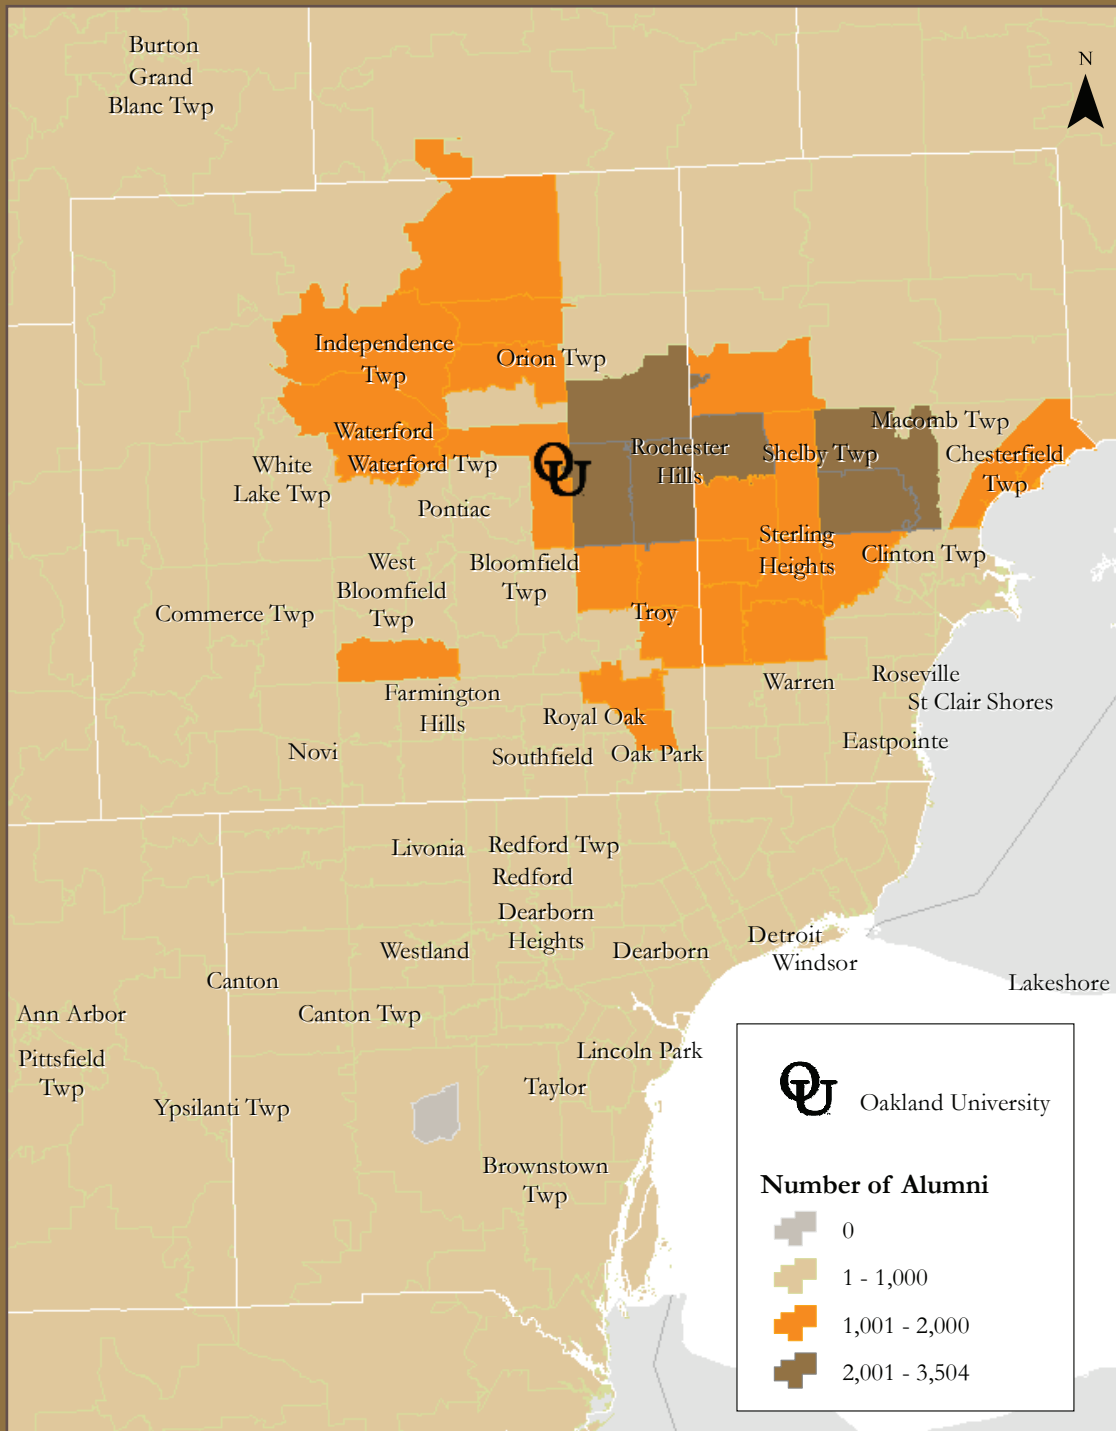 Burton
Grand
Blanc Twp
N
Independence
Twp
Orion Twp
Waterford
Waterford Twp
White
Lake Twp
Pontiac
OU
Rochester
Hills
Shelby Twp
Macomb Twp
Chesterfield
Twp
Sterling
Heights
Clinton Twp
West
Bloomfield
Twp
Bloomfield
Twp
Commerce Twp
Troy
Farmington
Hills
Warren
Roseville
St Clair Shores
Royal Oak
Novi
Southfield
Oak Park
Eastpointe
Livonia
Redford Twp
Redford
Dearborn
Heights
Westland
Dearborn
Detroit
Windsor
Canton
Lakeshore
Ann Arbor
Canton Twp
Pittsfield
Twp
Lincoln Park
Taylor
Ypsilanti Twp
Brownstown
Twp
OU Oakland University
Number of Alumni
0
1 - 1,000
1,001 - 2,000
2,001 - 3,504